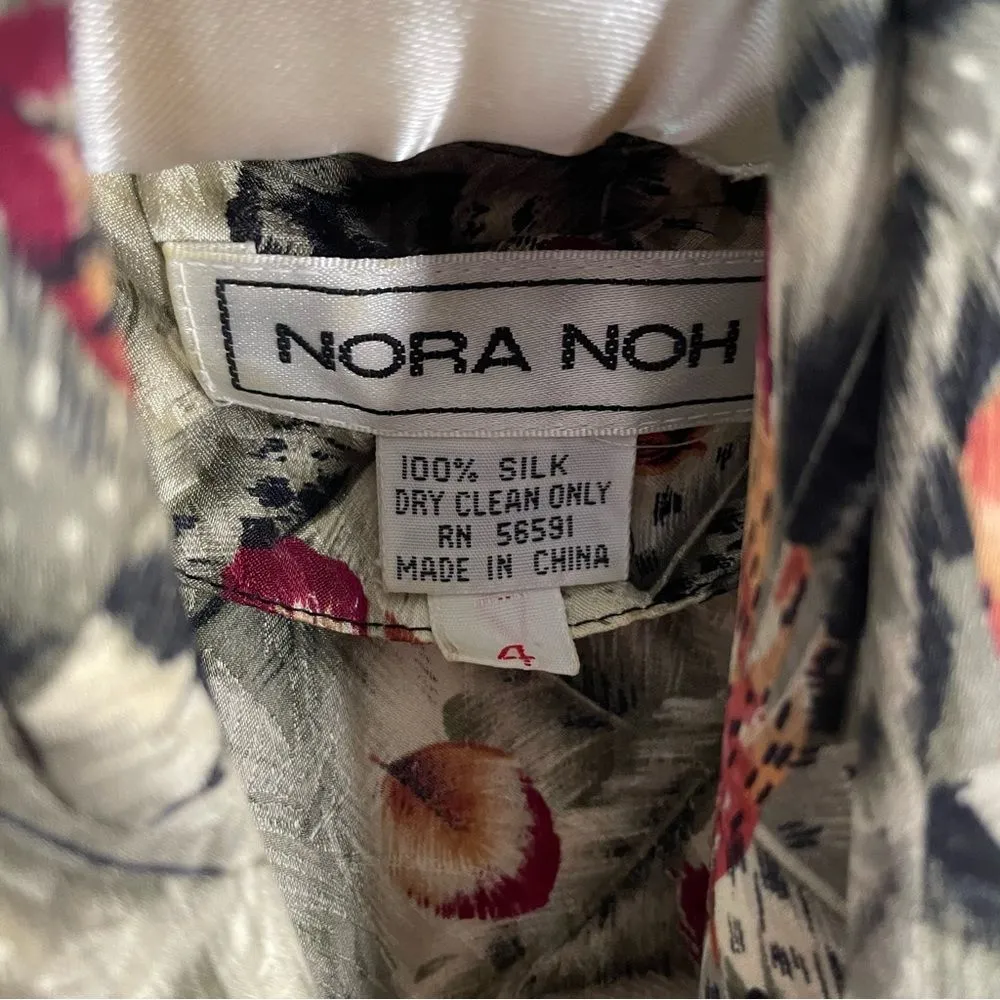 NORA NOH
100% SILK
DRY CLEAN ONLY
RN 56591
MADE IN CHINA
4